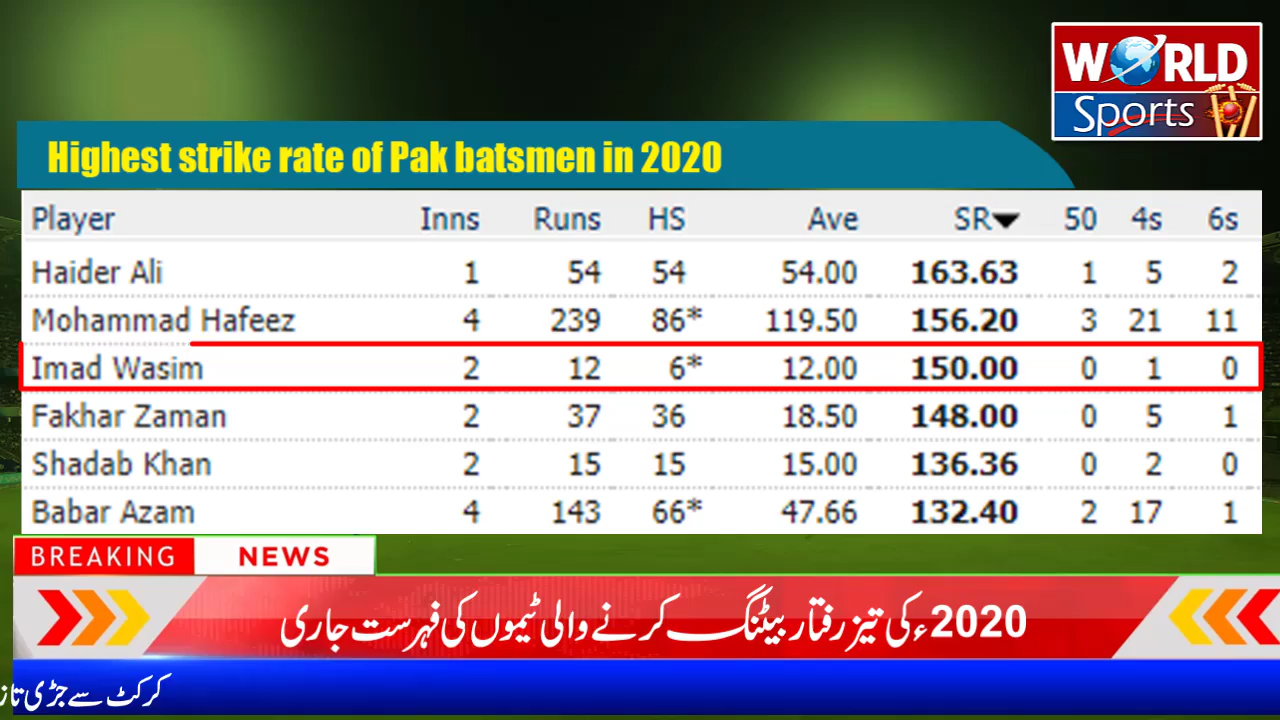 WORLD
Sports
Highest strike rate of Pak batsmen in 2020
Player Inns Runs HS Ave SR 50 4s 6s
Haider Ali 1 54 54 54.00 163.63 1 5 2
Mohammad Hafeez 4 239 86* 119.50 156.20 3 21 11
Imad Wasim 2 12 6* 12.00 150.00 0 1 0
Fakhar Zaman 2 37 36 18.50 148.00 0 5 1
Shadab Khan 2 15 15 15.00 136.36 0 2 0
Babar Azam 4 143 66* 47.66 132.40 2 17 1
BREAKING NEWS
2020ء کی تیز رفتار بیٹنگ کرنے والی ٹیموں کی فہرست جاری
کرکٹ سے جڑی